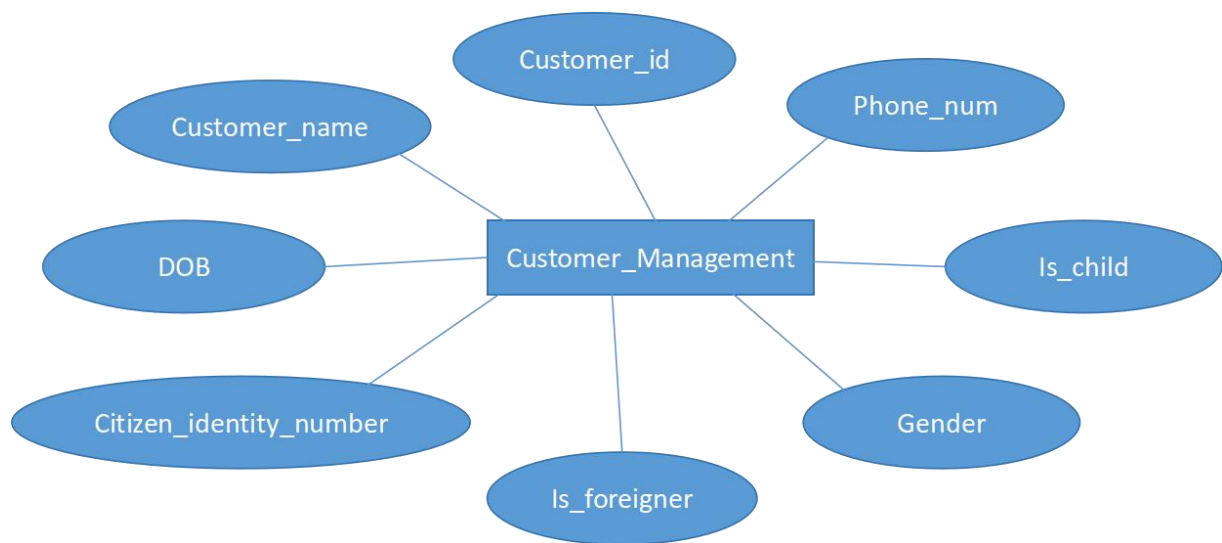 Customer_id
Customer_name
Phone_num
DOB
Customer_Management
Is_child
Citizen_identity_number
Gender
Is_foreigner